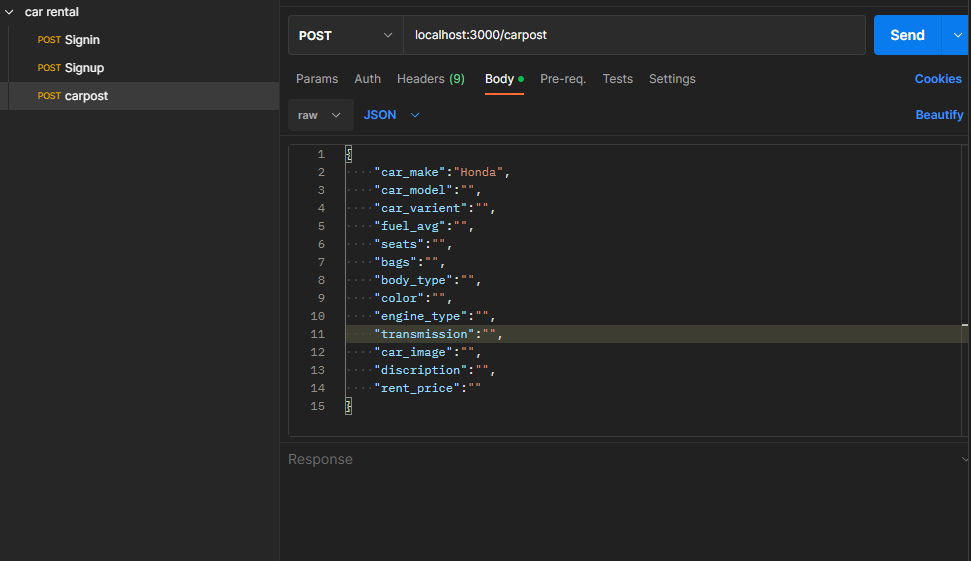 car rental
POST Signin
POST Signup
POST carpost
POST localhost:3000/carpost Send
Params Auth Headers (9) Body Pre-req. Tests Settings Cookies
raw JSON Beautify
1 {
2 "car_make":"Honda",
3 "car_model":"",
4 "car_varient":"",
5 "fuel_avg":"",
6 "seats":"",
7 "bags":"",
8 "body_type":"",
9 "color":"",
10 "engine_type":"",
11 "transmission":"",
12 "car_image":"",
13 "discription":"",
14 "rent_price":""
15 }
Response